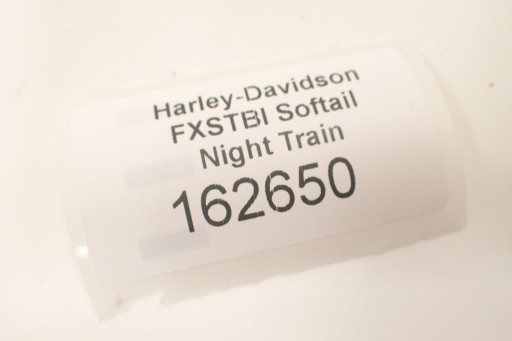 Harley-Davidson
FXSTBI Softail
Night Train
162650